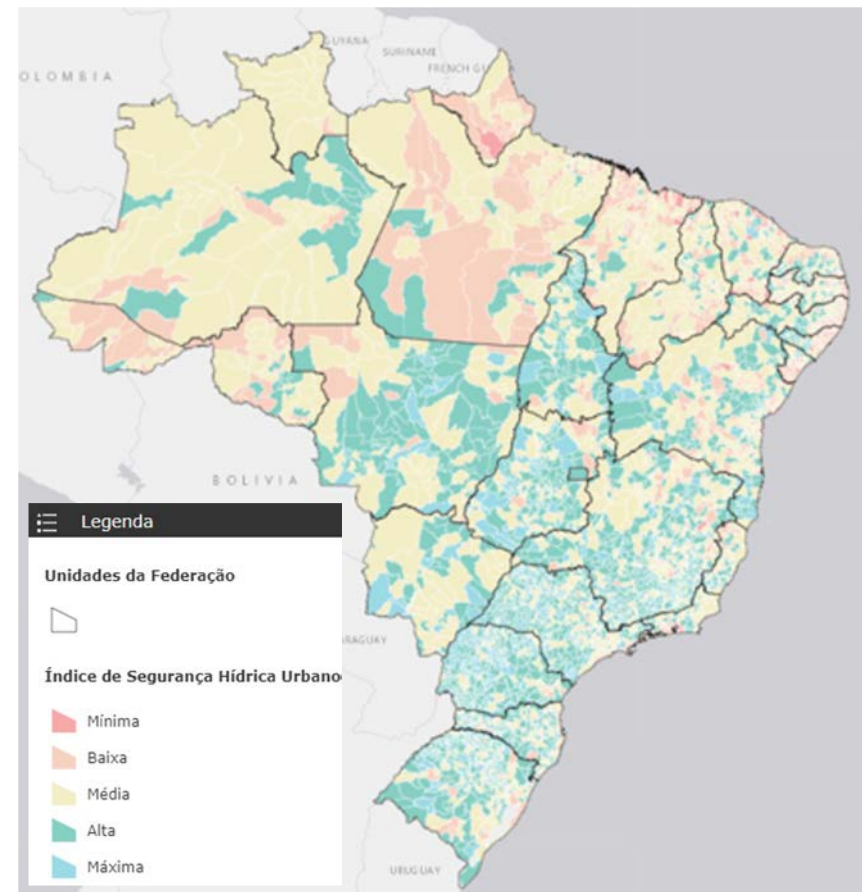 GUYANA
SURINAME
FRENCH GU
OLOMBIA
BOLIVIA
ARAGUAY
URUGUAY
Legenda
Unidades da Federação
Índice de Segurança Hídrica Urbano
Mínima
Baixa
Média
Alta
Máxima